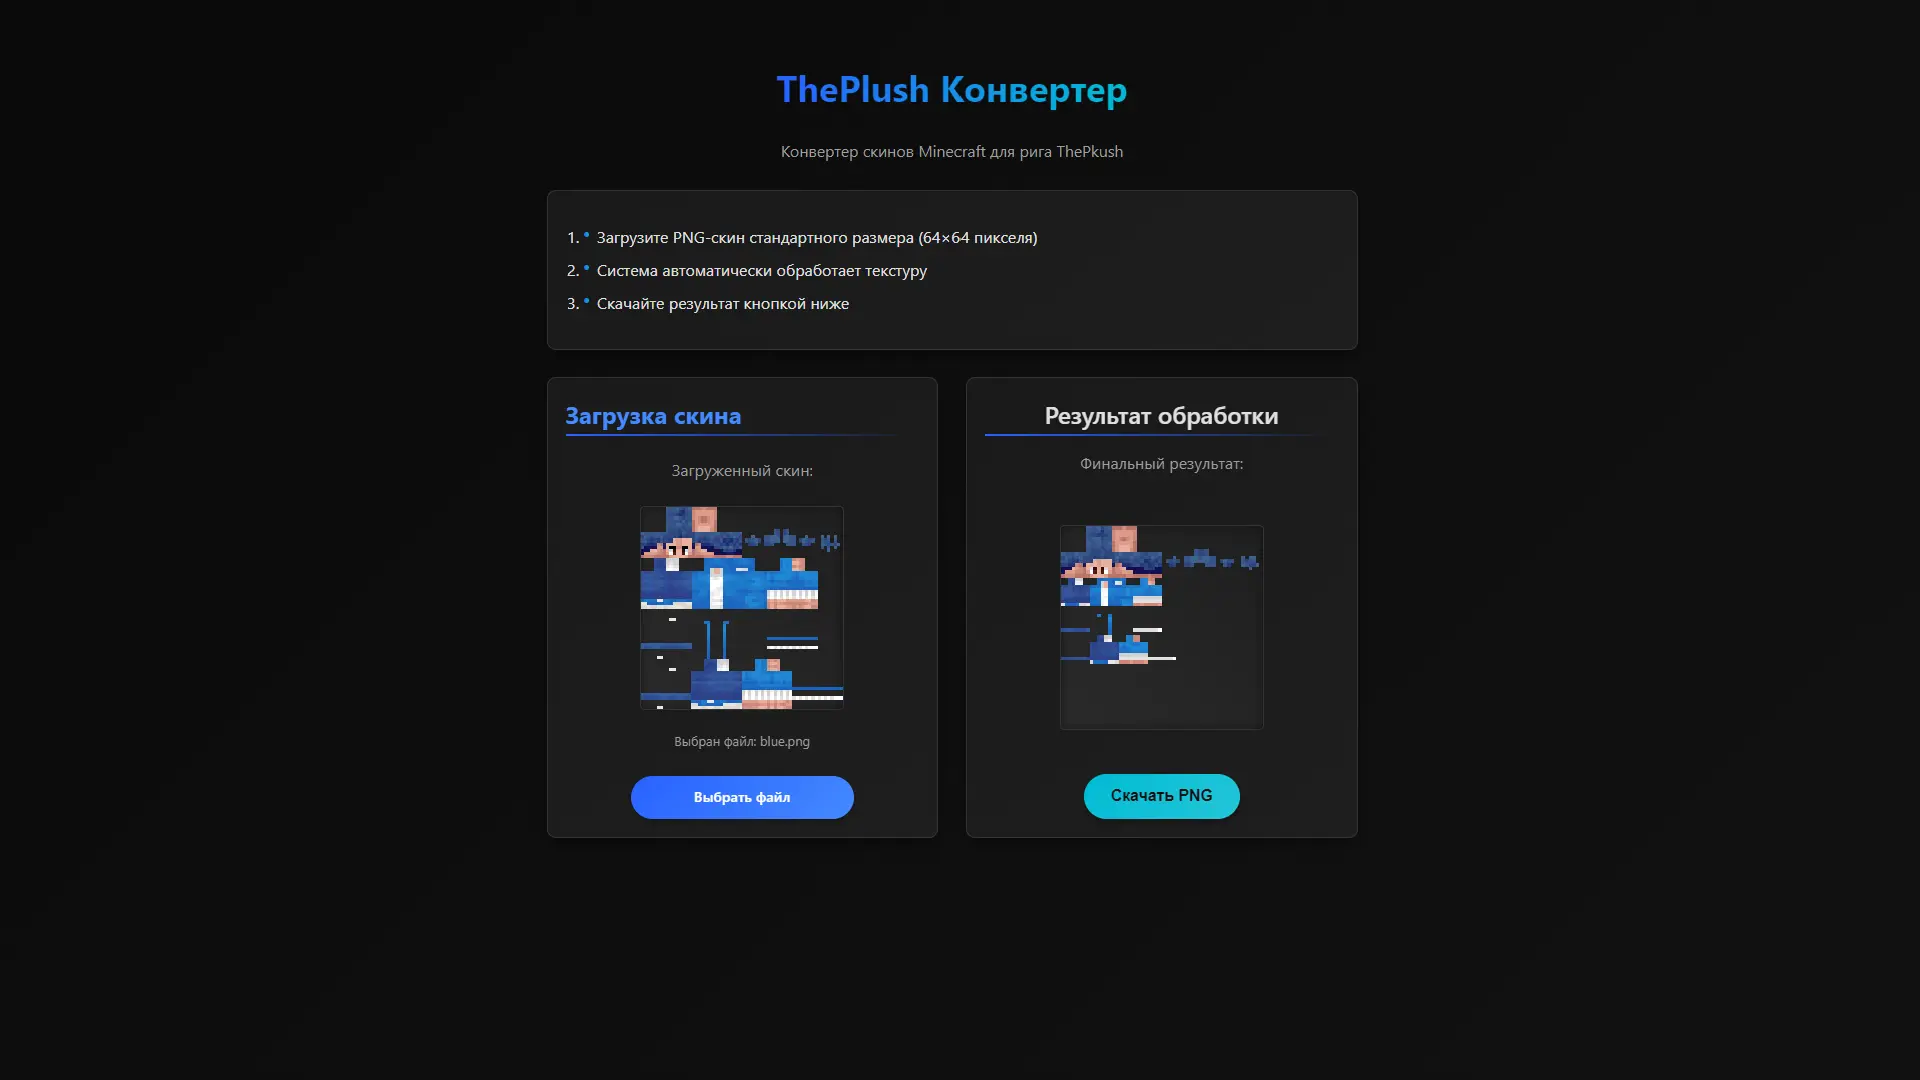 ThePlush Конвертер
Конвертер скинов Minecraft для рига ThePkush
1. • Загрузите PNG-скин стандартного размера (64×64 пикселя)
2. • Система автоматически обработает текстуру
3. • Скачайте результат кнопкой ниже
Загрузка скина
Загруженный скин:
Выбран файл: blue.png
Выбрать файл
Результат обработки
Финальный результат:
Скачать PNG